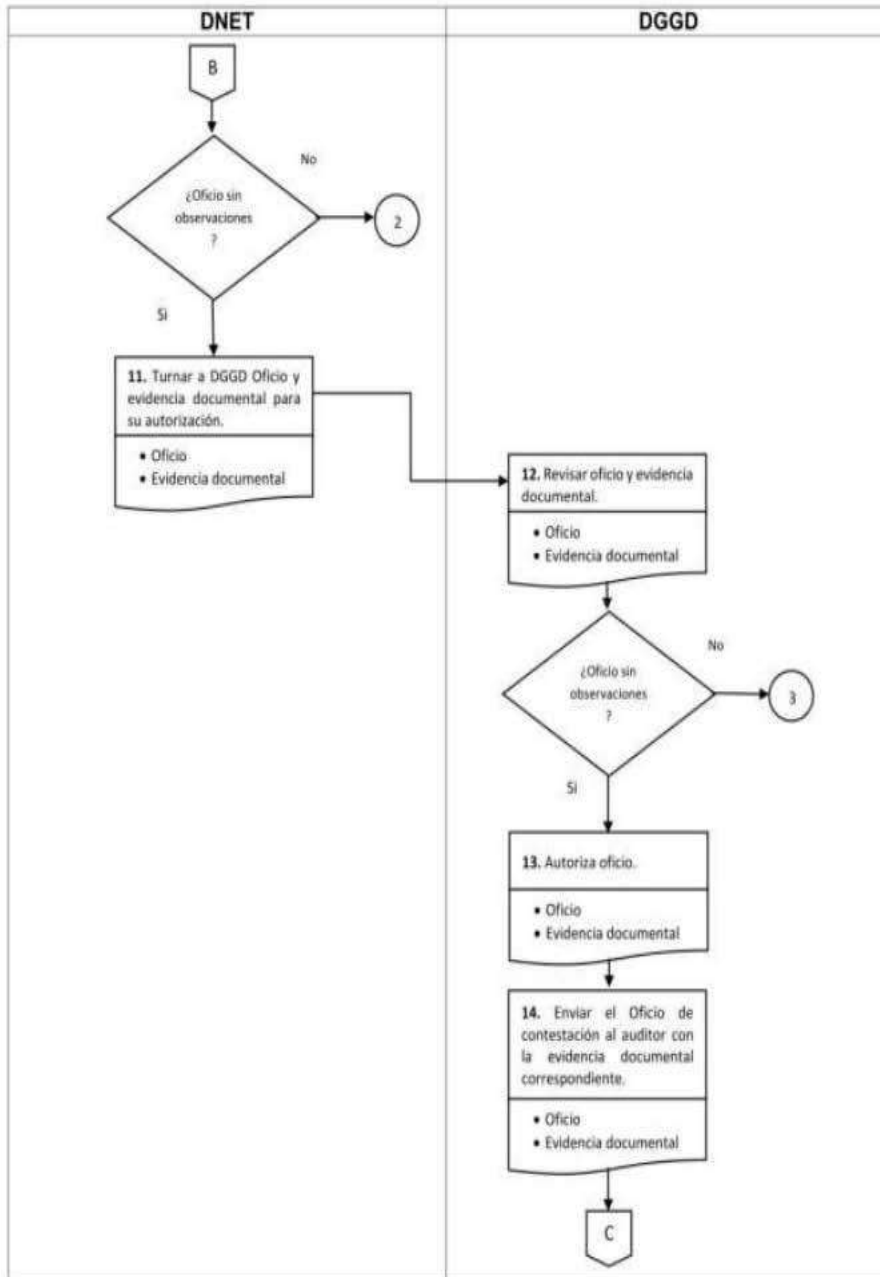 DNET
DGGD
B
No
¿Oficio sin
observaciones
?
2
Si
11. Turnar a DGGD Oficio y
evidencia documental para
su autorización.
• Oficio
• Evidencia documental
12. Revisar oficio y evidencia
documental.
• Oficio
• Evidencia documental
No
¿Oficio sin
observaciones
?
3
Si
13. Autoriza oficio.
• Oficio
• Evidencia documental
14. Enviar el Oficio de
contestación al auditor con
la evidencia documental
correspondiente.
• Oficio
• Evidencia documental
C